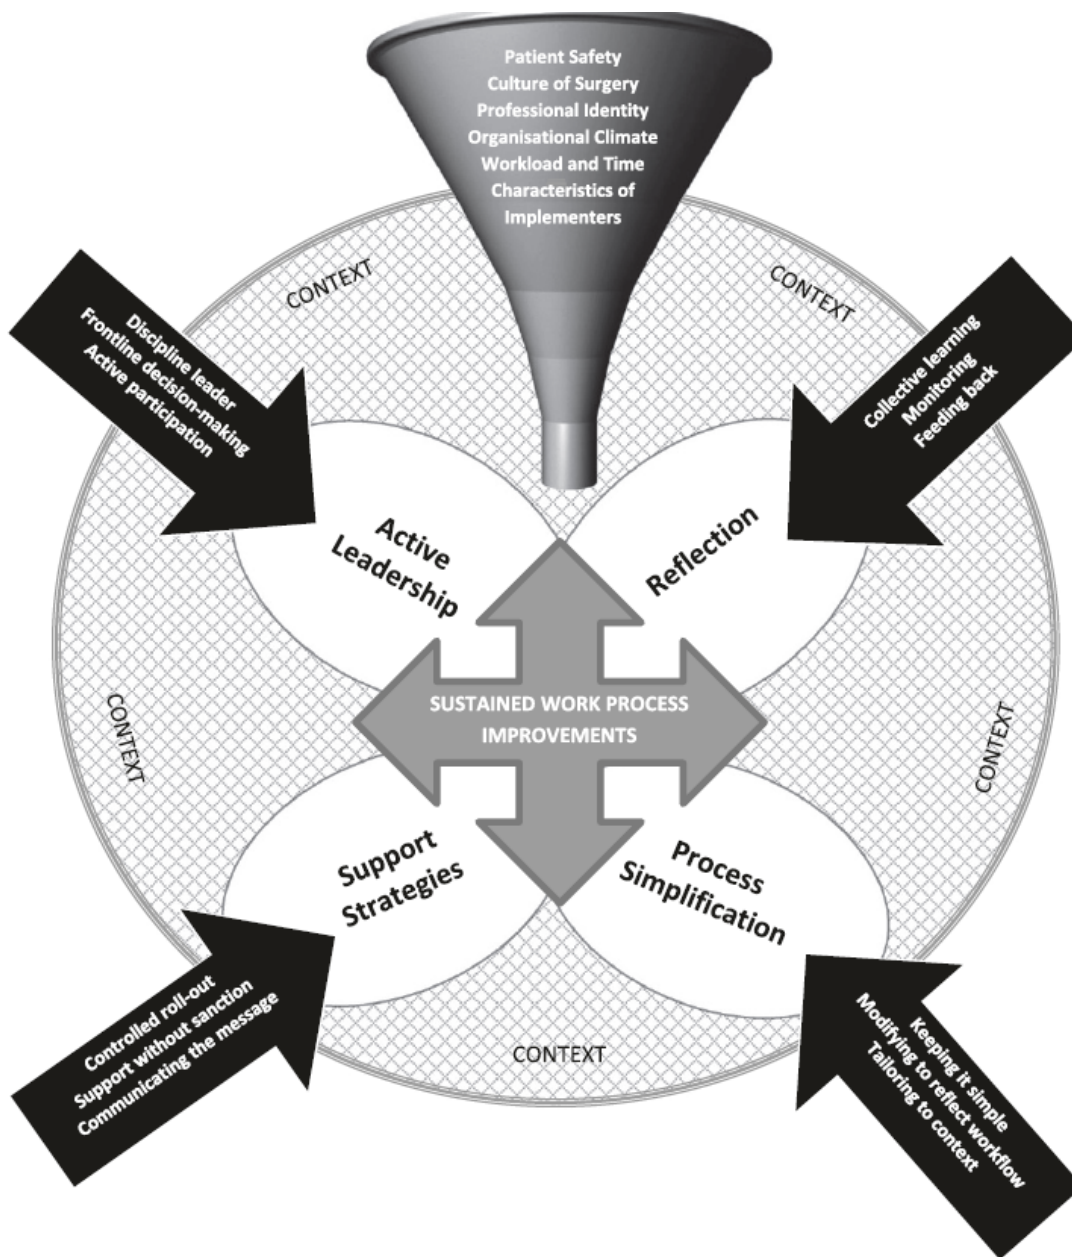 Patient Safety
Culture of Surgery
Professional Identity
Organisational Climate
Workload and Time
Characteristics of
Implementers
CONTEXT
CONTEXT
Discipline leader
Frontline decision-making
Active participation
Collective learning
Monitoring
Feeding back
Active
Leadership
Reflection
SUSTAINED WORK PROCESS
IMPROVEMENTS
CONTEXT
CONTEXT
Support
Strategies
Process
Simplification
Controlled roll-out
Support without sanction
Communicating the message
Keeping it simple
Modifying to reflect workflow
Tailoring to context
CONTEXT